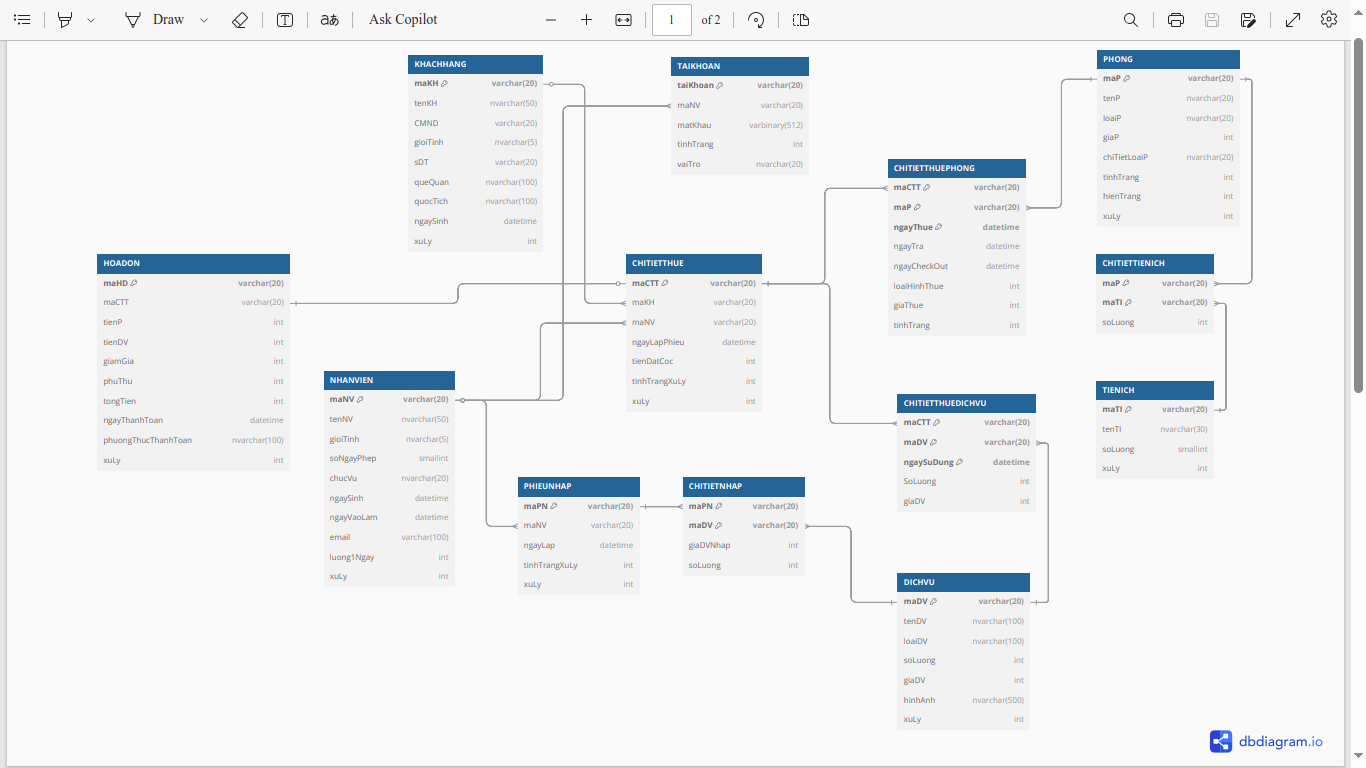 Draw
T
aあ
Ask Copilot
1
of 2
KHACHHANG
maKH varchar(20)
tenKH nvarchar(50)
CMND varchar(20)
gioiTinh nvarchar(5)
sDT varchar(20)
queQuan nvarchar(100)
quocTich nvarchar(100)
ngaySinh datetime
xuLy int
TAIKHOAN
taiKhoan varchar(20)
maNV varchar(20)
matKhau varbinary(512)
tinhTrang int
vaiTro nvarchar(20)
PHONG
maP varchar(20)
tenP nvarchar(20)
loaiP nvarchar(20)
giaP int
chiTietLoaiP nvarchar(20)
tinhTrang int
hienTrang int
xuLy int
CHITIETTHUEPHONG
maCTT varchar(20)
maP varchar(20)
ngayThue datetime
ngayTra datetime
ngayCheckOut datetime
loaiHinhThue int
giaThue int
tinhTrang int
HOADON
maHD varchar(20)
maCTT varchar(20)
tienP int
tienDV int
giamGia int
phuThu int
tongTien int
ngayThanhToan datetime
phuongThucThanhToan nvarchar(100)
xuLy int
CHITIETTHUE
maCTT varchar(20)
maKH varchar(20)
maNV varchar(20)
ngayLapPhieu datetime
tienDatCoc int
tinhTrangXuLy int
xuLy int
CHITIETTIENICH
maP varchar(20)
maTI varchar(20)
soLuong int
NHANVIEN
maNV varchar(20)
tenNV nvarchar(50)
gioiTinh nvarchar(5)
soNgayPhep smallint
chucVu nvarchar(20)
ngaySinh datetime
ngayVaoLam datetime
email varchar(100)
luong1Ngay int
xuLy int
TIENICH
maTI varchar(20)
tenTI nvarchar(30)
soLuong smallint
xuLy int
CHITIETTHUEDICHVU
maCTT varchar(20)
maDV varchar(20)
ngaySuDung datetime
SoLuong int
giaDV int
PHIEUNHAP
maPN varchar(20)
maNV varchar(20)
ngayLap datetime
tinhTrangXuLy int
xuLy int
CHITIETNHAP
maPN varchar(20)
maDV varchar(20)
giaDVNhap int
soLuong int
DICHVU
maDV varchar(20)
tenDV nvarchar(100)
loaiDV nvarchar(100)
soLuong int
giaDV int
hinhAnh nvarchar(500)
xuLy int
dbdiagram.io